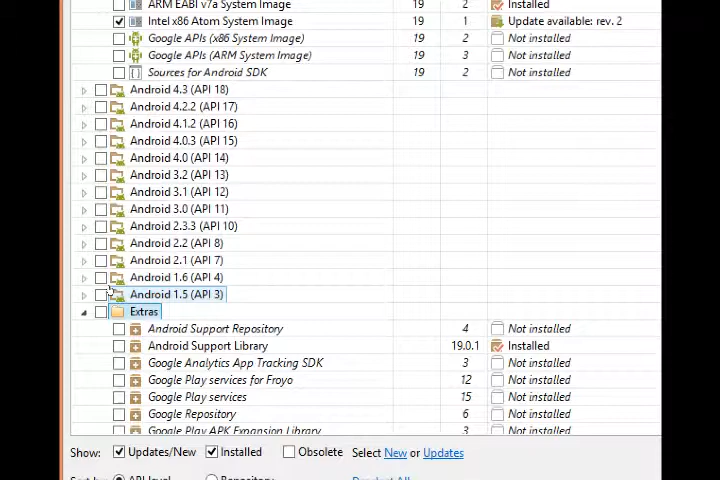 ARM EABI v7a System Image 19 2 Installed
Intel x86 Atom System Image 19 1 Update available: rev. 2
Google APIs (x86 System Image) 19 2 Not installed
Google APIs (ARM System Image) 19 3 Not installed
Sources for Android SDK 19 2 Not installed
Android 4.3 (API 18)
Android 4.2.2 (API 17)
Android 4.1.2 (API 16)
Android 4.0.3 (API 15)
Android 4.0 (API 14)
Android 3.2 (API 13)
Android 3.1 (API 12)
Android 3.0 (API 11)
Android 2.3.3 (API 10)
Android 2.2 (API 8)
Android 2.1 (API 7)
Android 1.6 (API 4)
Android 1.5 (API 3)
Extras
Android Support Repository 4 Not installed
Android Support Library 19.0.1 Installed
Google Analytics App Tracking SDK 3 Not installed
Google Play services for Froyo 12 Not installed
Google Play services 15 Not installed
Google Repository 6 Not installed
Google Play APK Expansion Library 3 Not installed
Show: Updates/New Installed Obsolete Select New or Updates
Sort by: API level Repository Deselect All